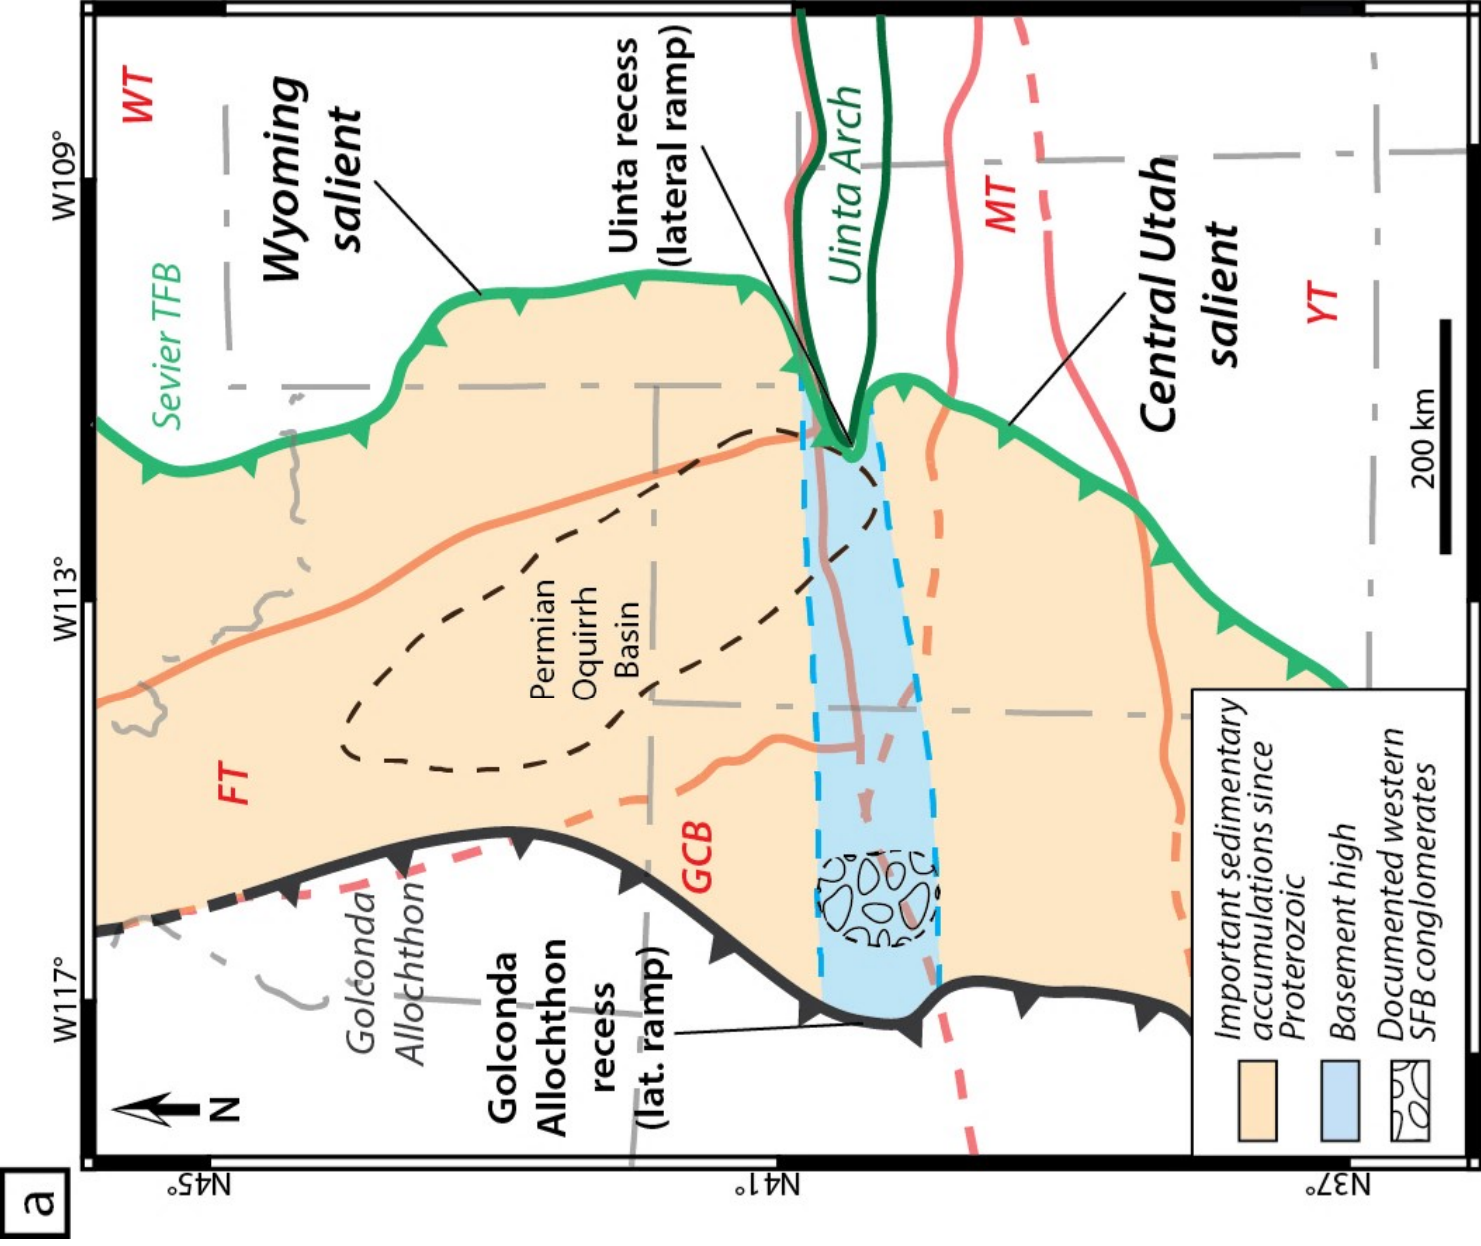 a
W117°
W113°
W109°
N45°
N41°
N37°
N
WT
FT
GCB
MT
YT
Sevier TFB
Wyoming
salient
Uinta recess
(lateral ramp)
Uinta Arch
Central Utah
salient
Permian
Oquirrh
Basin
Golconda
Allochthon
Golconda
Allochthon
recess
(lat. ramp)
200 km
Important sedimentary
accumulations since
Proterozoic
Basement high
Documented western
SFB conglomerates